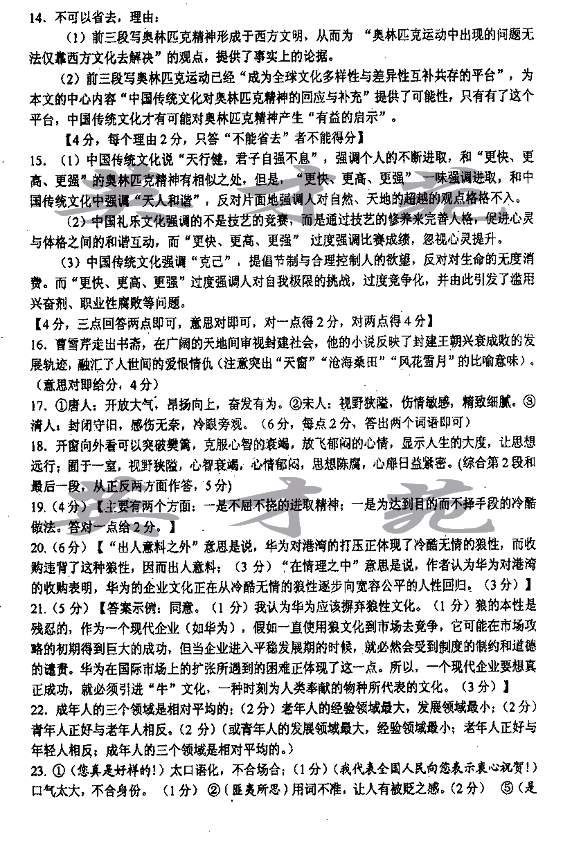 14．不可以省去，理由：
（1）前三段写奥林匹克精神形成于西方文明，从而为 “奥林匹克运动中出现的问题无
法仅靠西方文化去解决”的观点，提供了事实上的论据。
（2）前三段写奥林匹克运动已经“成为全球文化多样性与差异性互补共存的平台”，为
本文的中心内容“中国传统文化对奥林匹克精神的回应与补充”提供了可能性，只有有了这个
平台，中国传统文化才有可能对奥林匹克精神产生“有益的启示”。
【4分，每个理由2分，只答“不能省去”者不能得分】
15．（1）中国传统文化说“天行健，君子自强不息”，强调个人的不断进取，和“更快、更
高、更强”的奥林匹克精神有相似之处，但是，“更快、更高、更强”一味强调进取，和中
国传统文化中强调“天人和谐”，反对片面地强调人对自然、天地的超越的观点格格不入。
（2）中国礼乐文化强调的不是技艺的竞赛，而是通过技艺的修养来完善人格，促进心灵
与体格之间的和谐互动，而“更快、更高、更强” 过度强调比赛成绩，忽视心灵提升。
（3）中国传统文化强调“克己”，提倡节制与合理控制人的欲望，反对对生命的无度消
费。而“更快、更高、更强”过度强调人对自我极限的挑战，过度竞争化，并由此引发了滥用
兴奋剂、职业性腐败等问题。
【4分，三点回答两点即可，意思对即可，对一点得2分，对两点得4分】
16．曹雪芹走出书斋，在广阔的天地间审视封建社会，他的小说反映了封建王朝兴衰成败的发
展轨迹，融汇了人世间的爱恨情仇（注意突出“天窗”“沧海桑田”“风花雪月”的比喻意味）。
（意思对即给分，4分）
17．①唐人：开放大气，昂扬向上，奋发有为。②宋人：视野狭隘，伤情敏感，精致细腻。③
清人：封闭守旧，感伤无奈，冷眼旁观。（6分，每点2分，答出两个词语即可）
18．开窗向外看可以突破樊篱，克服心智的衰竭，放飞郁闷的心情，显示人生的大度，让思想
远行；囿于一室，视野狭隘，心智衰竭，心情郁闷，思想陈腐，心扉日益紧密。(综合第2段和
最后一段，从正反两方面作答，5分)
19．（4分）【主要有两个方面：一是不屈不挠的进取精神；一是为达到目的而不择手段的冷酷
做法。答对一点给2分。】
20．（6分）【“出人意料之外”意思是说，华为对港湾的打压正体现了冷酷无情的狼性，而收
购违背了这种狼性，因而出人意料；（3分）“在情理之中”意思是说，作者认为华为对港湾
的收购表明，华为的企业文化正在从冷酷无情的狼性逐步向宽容公平的人性回归。（3分）】
21．（5分）【答案示例：同意。（1分）我认为华为应该摒弃狼性文化。（1分）狼的本性是
残忍的，作为一个现代企业（如华为），假如一直使用狼文化到市场去竞争，它可能在市场攻
略的初期得到巨大的成功，但当企业进入平稳发展期的时候，就必然会受到制度的制约和道德
的谴责。华为在国际市场上的扩张所遇到的困难正体现了这一点。所以，一个现代企业要想真
正成功，就必须引进“牛”文化，一种时刻为人类奉献的物种所代表的文化。（3分）】
22．成年人的三个领域是相对平均的；（2分）老年人的经验领域最大，发展领域最小；（2分）
青年人正好与老年人相反。（2分）（或青年人的发展领域最大，经验领域最小；老年人正好与
年轻人相反；成年人的三个领域是相对平均的。）
23．①（您真是好样的！）太口语化，不合场合；（1分）（我代表全国人民向您表示衷心祝贺！）
口气太大，不合身份。（1分） ②（匪夷所思）用词不准，让人有被贬之感。（2分） ⑤（是
英才苑
英才苑